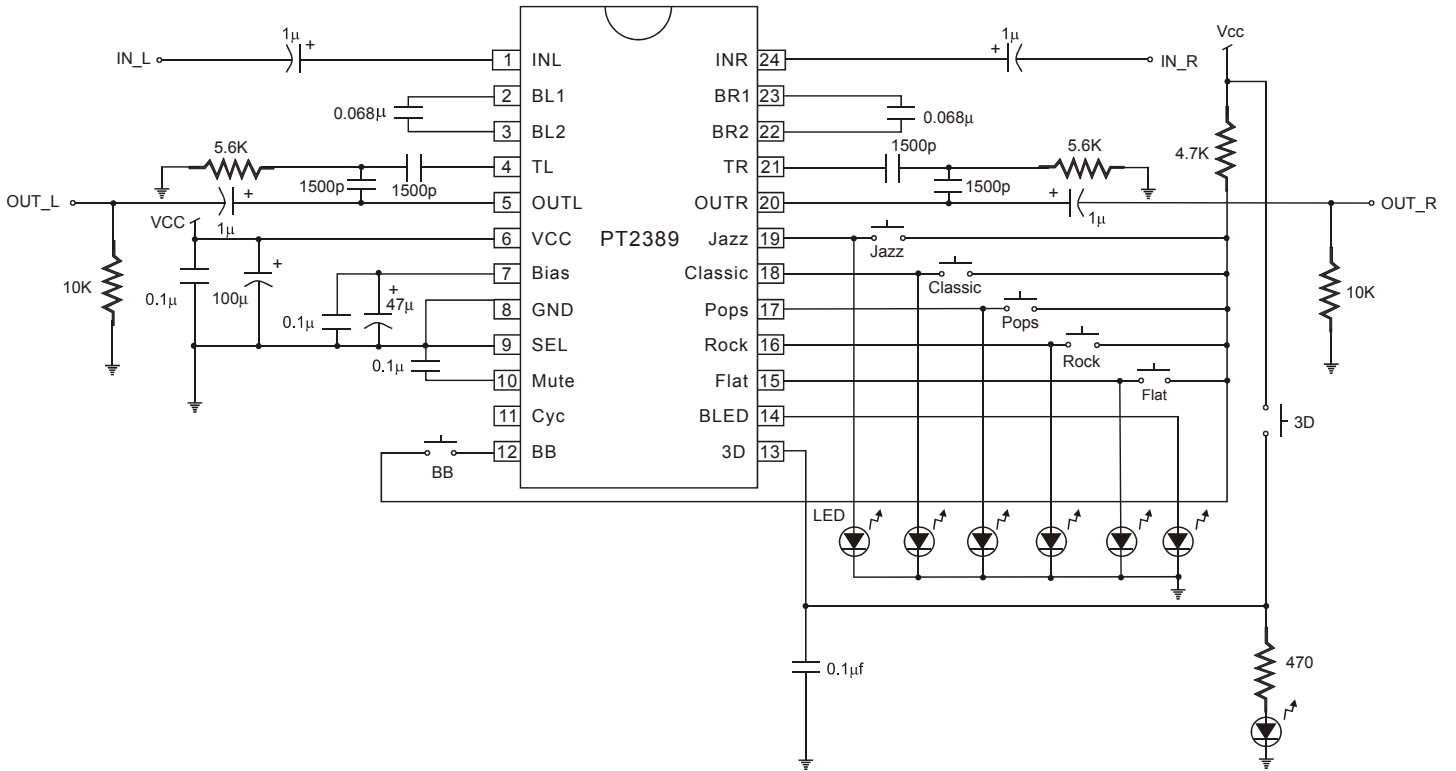 1μ
+
IN_L
1
INL
INR
24
+
1μ
IN_R
Vcc
2
BL1
BR1
23
0.068μ
0.068μ
3
BL2
BR2
22
5.6K
4
TL
TR
21
1500p
5.6K
4.7K
1500p
1500p
1500p
OUT_L
+
1μ
5
OUTL
OUTR
20
+
1μ
OUT_R
VCC
6
VCC
PT2389
Jazz
19
Jazz
10K
0.1μ
+
100μ
7
Bias
Classic
18
Classic
10K
0.1μ
+
47μ
8
GND
Pops
17
Pops
9
SEL
Rock
16
Rock
0.1μ
10
Mute
Flat
15
Flat
11
Cyc
BLED
14
3D
BB
12
BB
3D
13
LED
0.1μf
470